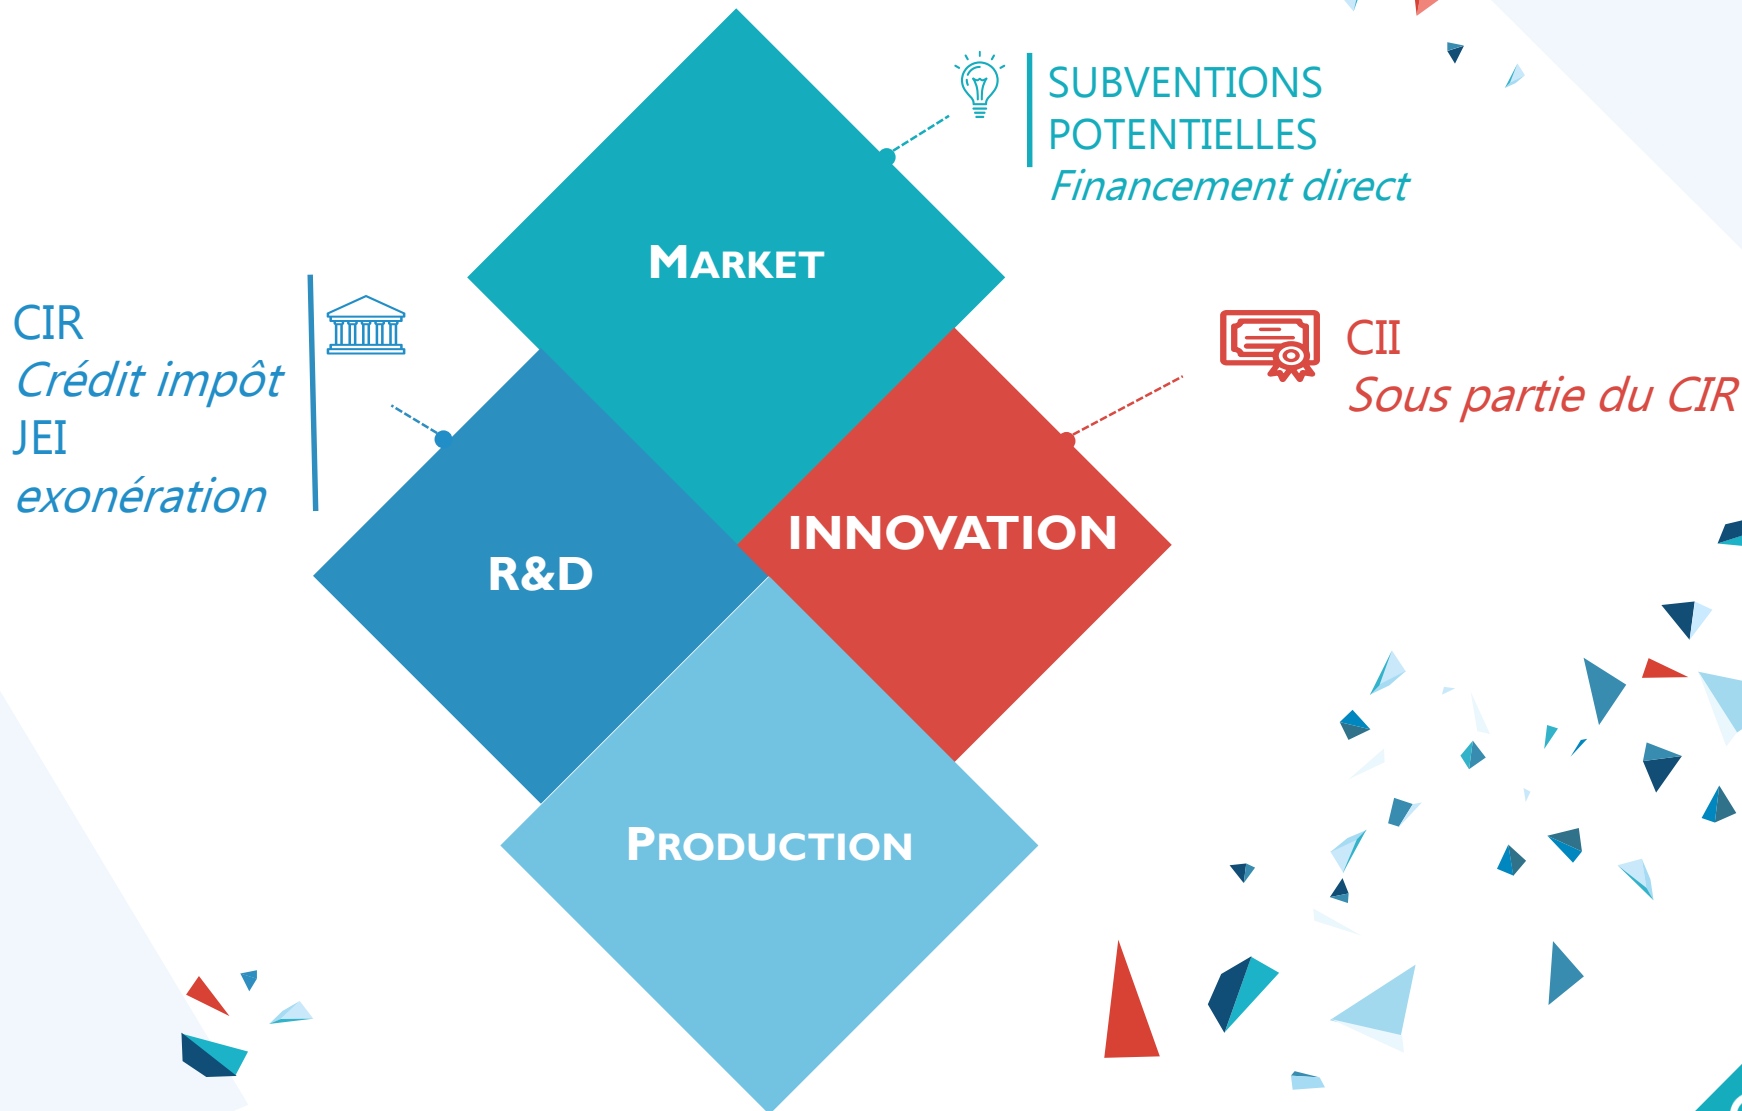 SUBVENTIONS
POTENTIELLES
Financement direct
MARKET
CIR
Crédit impôt
JEI
exonération
CII
Sous partie du CIR
INNOVATION
R&D
PRODUCTION